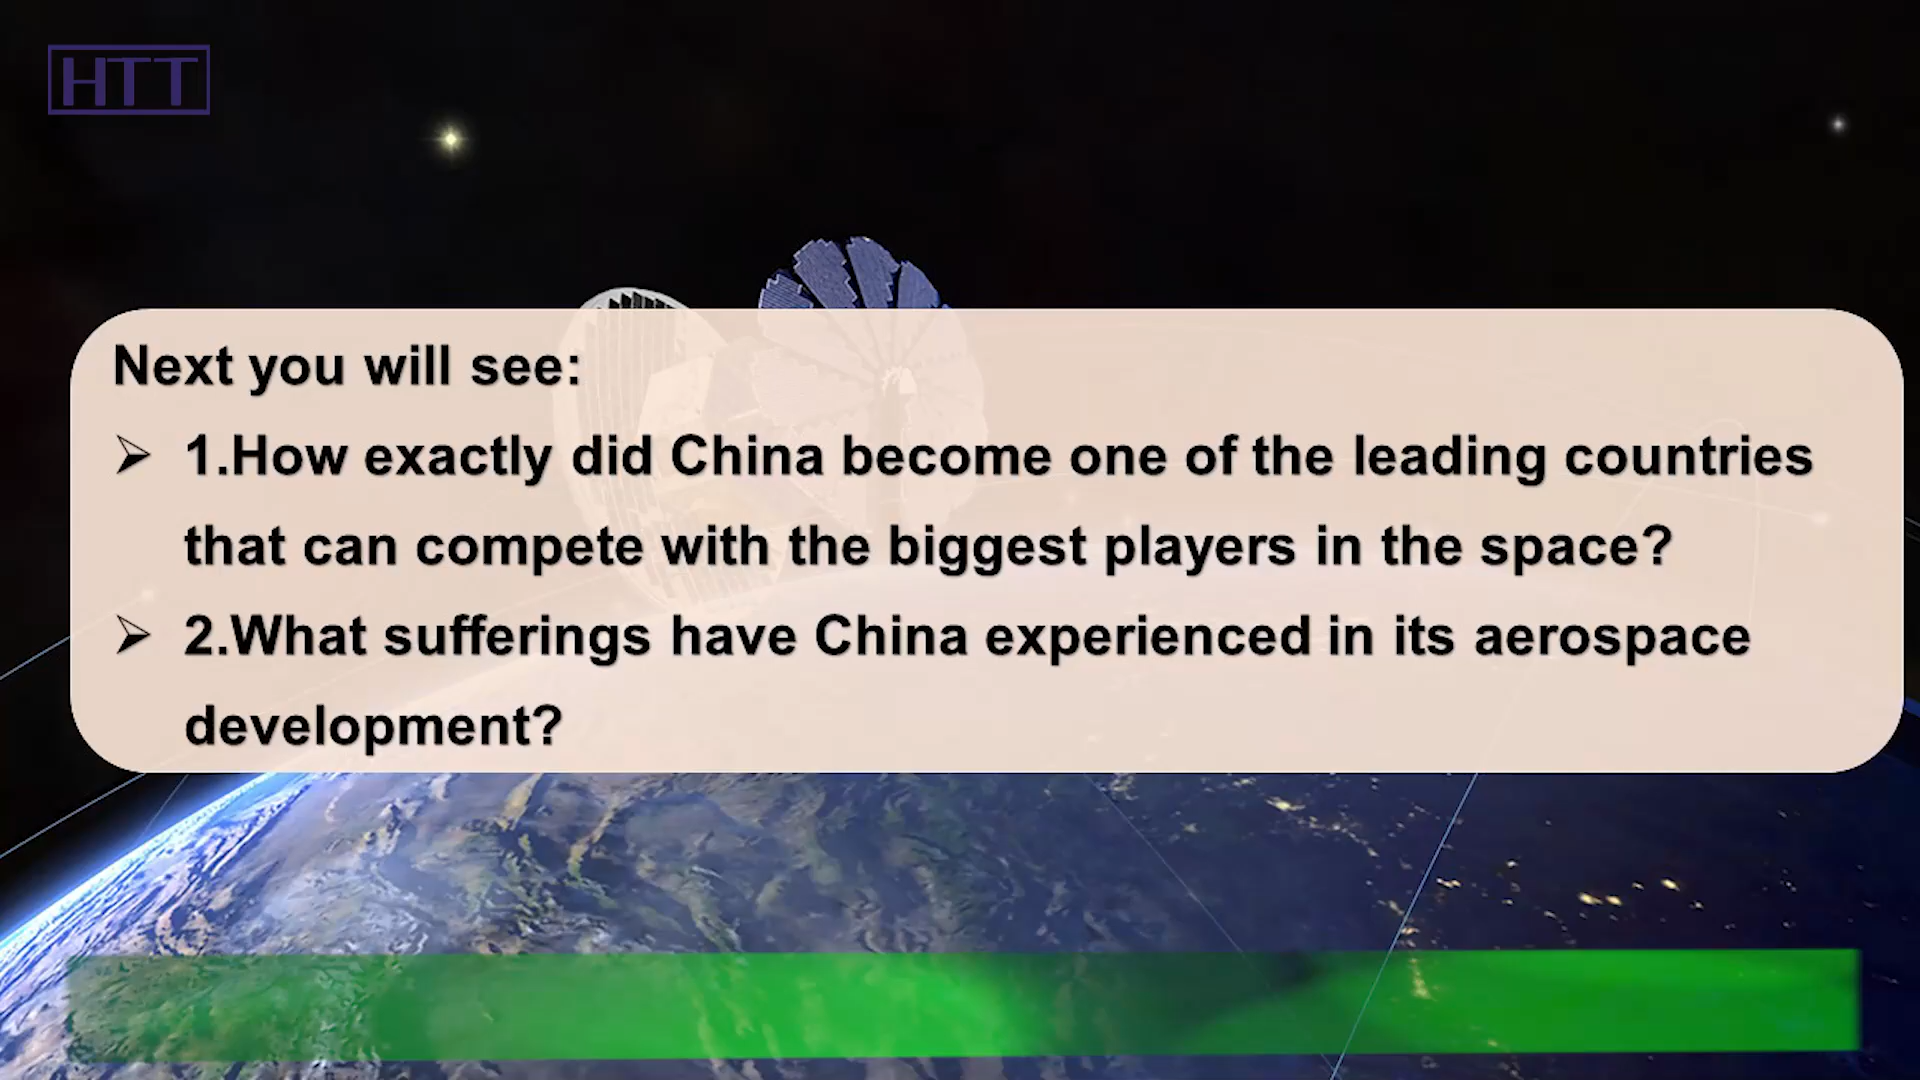 HTT
Next you will see:
➢ 1.How exactly did China become one of the leading countries
that can compete with the biggest players in the space?
➢ 2.What sufferings have China experienced in its aerospace
development?